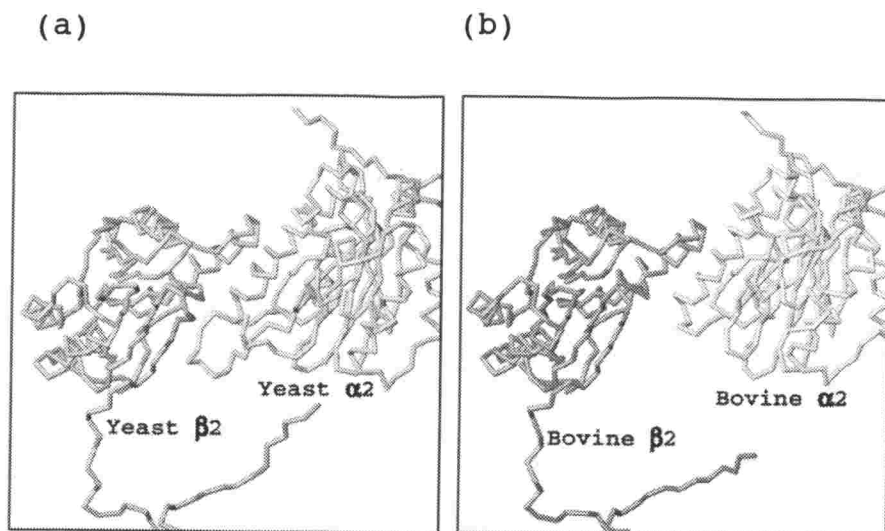 (a)
(b)
Yeast α2
Yeast β2
Bovine α2
Bovine β2